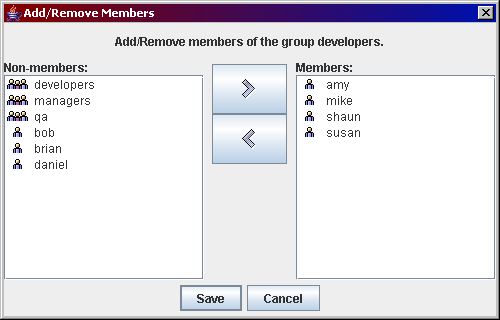 Add/Remove Members
Add/Remove members of the group developers.
Non-members:
developers
managers
qa
bob
brian
daniel
Members:
amy
mike
shaun
susan
Save
Cancel